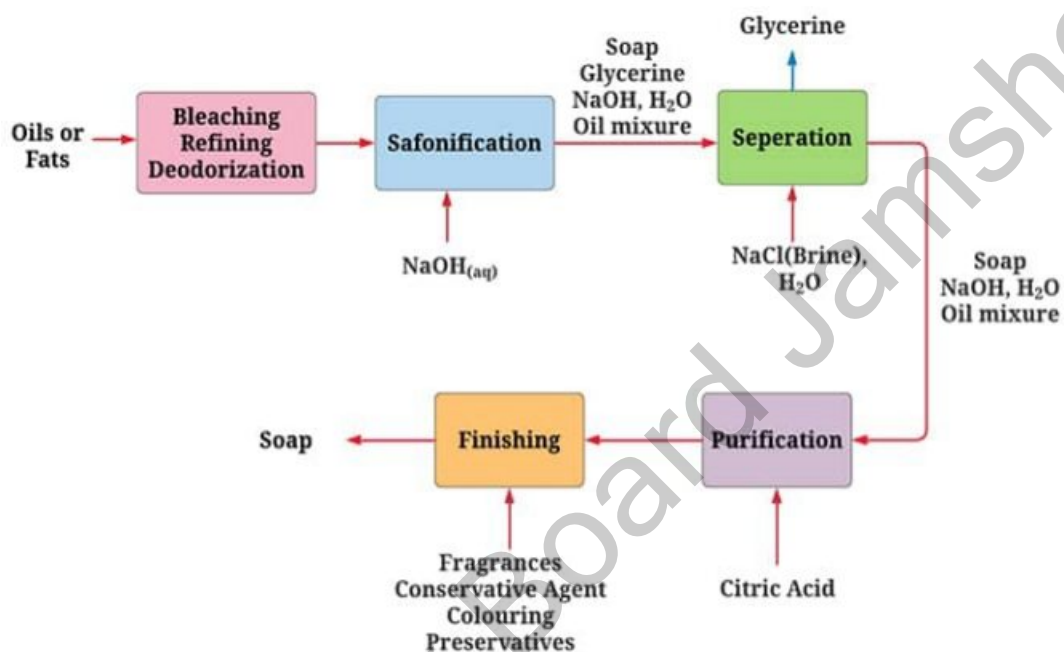 Oils or
Fats
Bleaching
Refining
Deodorization
Safonification
NaOH(aq)
Soap
Glycerine
NaOH, H₂O
Oil mixure
Glycerine
Seperation
NaCl(Brine),
H₂O
Soap
NaOH, H₂O
Oil mixure
Purification
Citric Acid
Finishing
Fragrances
Conservative Agent
Colouring
Preservatives
Soap
Board Jamsho